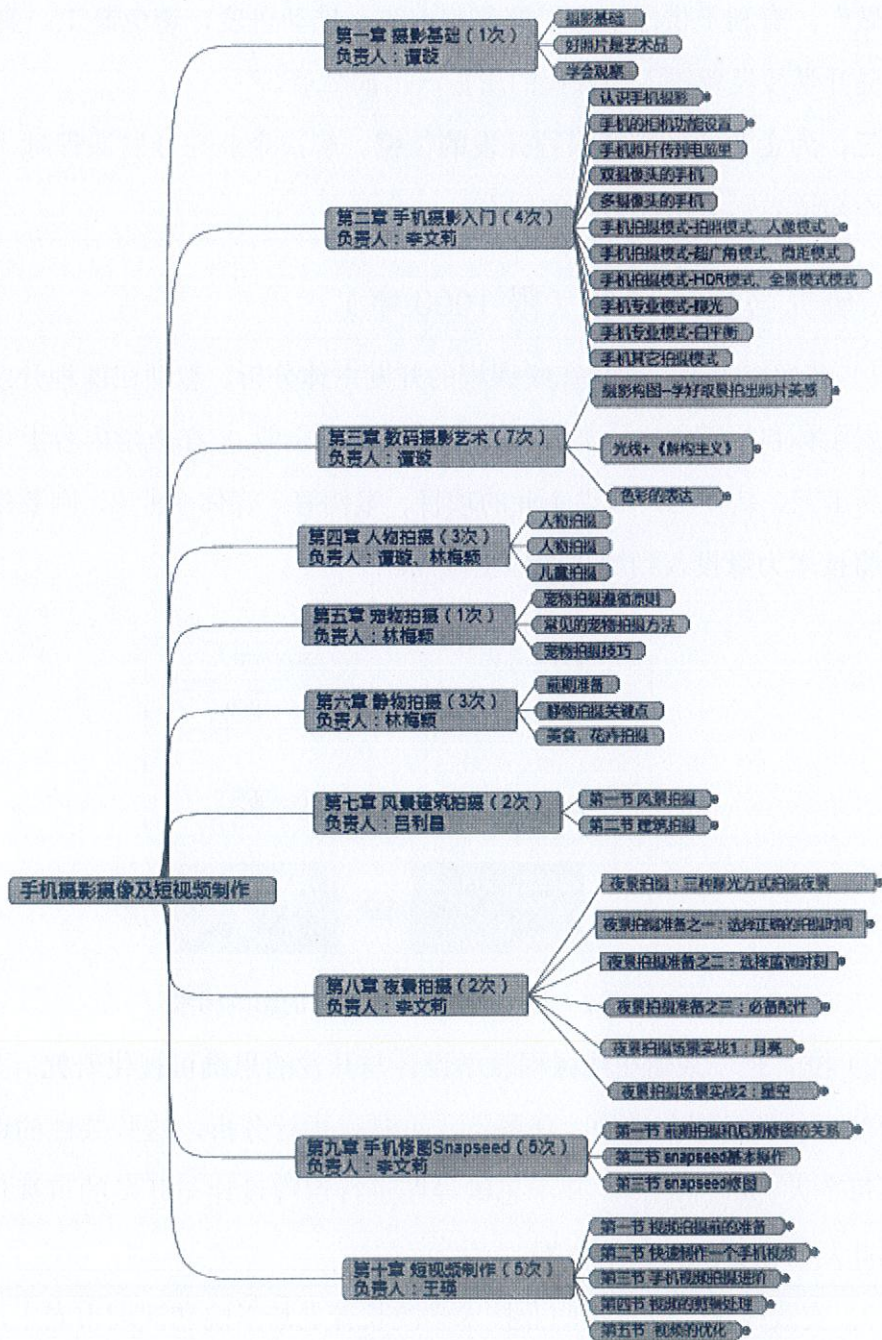 手机摄影摄像及短视频制作
第一章 摄影基础（1次）
负责人：谭璇
摄影基础
好照片是艺术品
学会观察
第二章 手机摄影入门（4次）
负责人：李文莉
认识手机摄影
手机的相机功能设置
手机照片传到电脑里
双摄像头的手机
多摄像头的手机
手机拍摄模式-拍照模式、人像模式
手机拍摄模式-超广角模式、微距模式
手机拍摄模式-HDR模式、全景模式模式
手机专业模式-曝光
手机专业模式-白平衡
手机其它拍摄模式
第三章 数码摄影艺术（7次）
负责人：谭璇
摄影构图-学好取景拍出照片美感
光线+《解构主义》
色彩的表达
第四章 人物拍摄（3次）
负责人：谭璇、林梅颖
人物拍摄
人物拍摄
儿童拍摄
第五章 宠物拍摄（1次）
负责人：林梅颖
宠物拍摄遵循原则
常见的宠物拍摄方法
宠物拍摄技巧
第六章 静物拍摄（3次）
负责人：林梅颖
前期准备
静物拍摄关键点
美食、花卉拍摄
第七章 风景建筑拍摄（2次）
负责人：吕利昌
第一节 风景拍摄
第二节 建筑拍摄
第八章 夜景拍摄（2次）
负责人：李文莉
夜景拍摄：三种曝光方式拍摄夜景
夜景拍摄准备之一：选择正确的拍摄时间
夜景拍摄准备之二：选择蓝调时刻
夜景拍摄准备之三：必备配件
夜景拍摄场景实战1：月亮
夜景拍摄场景实战2：星空
第九章 手机修图Snapseed（5次）
负责人：李文莉
第一节 前期拍摄和后期修图的关系
第二节 snapseed基本操作
第三节 snapseed修图
第十章 短视频制作（5次）
负责人：王瑛
第一节 视频拍摄前的准备
第二节 快速制作一个手机视频
第三节 手机视频拍摄进阶
第四节 视频的剪辑处理
第五节 视频的优化